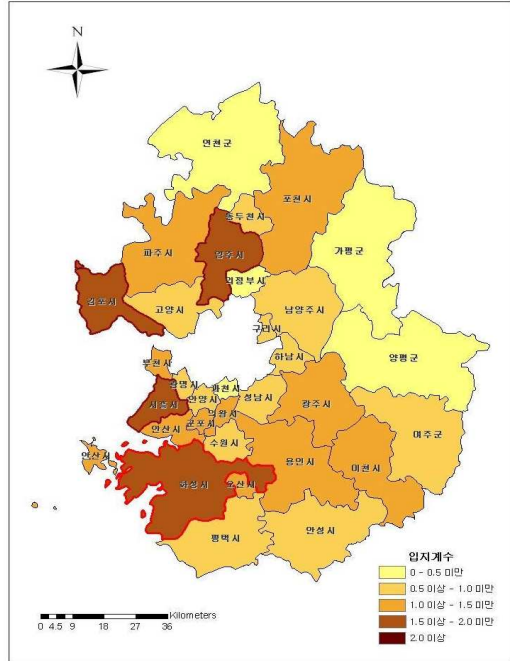 N
연천군
포천시
동두천시
파주시
양주시
가평군
의정부시
김포시
고양시
남양주시
구리시
하남시
양평군
부천시
광명시
과천시
시흥시
안양시
성남시
광주시
의왕시
군포시
안산시
여주군
수원시
안산시
용인시
이천시
화성시
오산시
평택시
안성시
입지계수
0 - 0.5 미만
0.5 이상 - 1.0 미만
1.0 이상 - 1.5 미만
1.5 이상 - 2.0 미만
2.0 이상
Kilometers
0 4.5 9 18 27 36